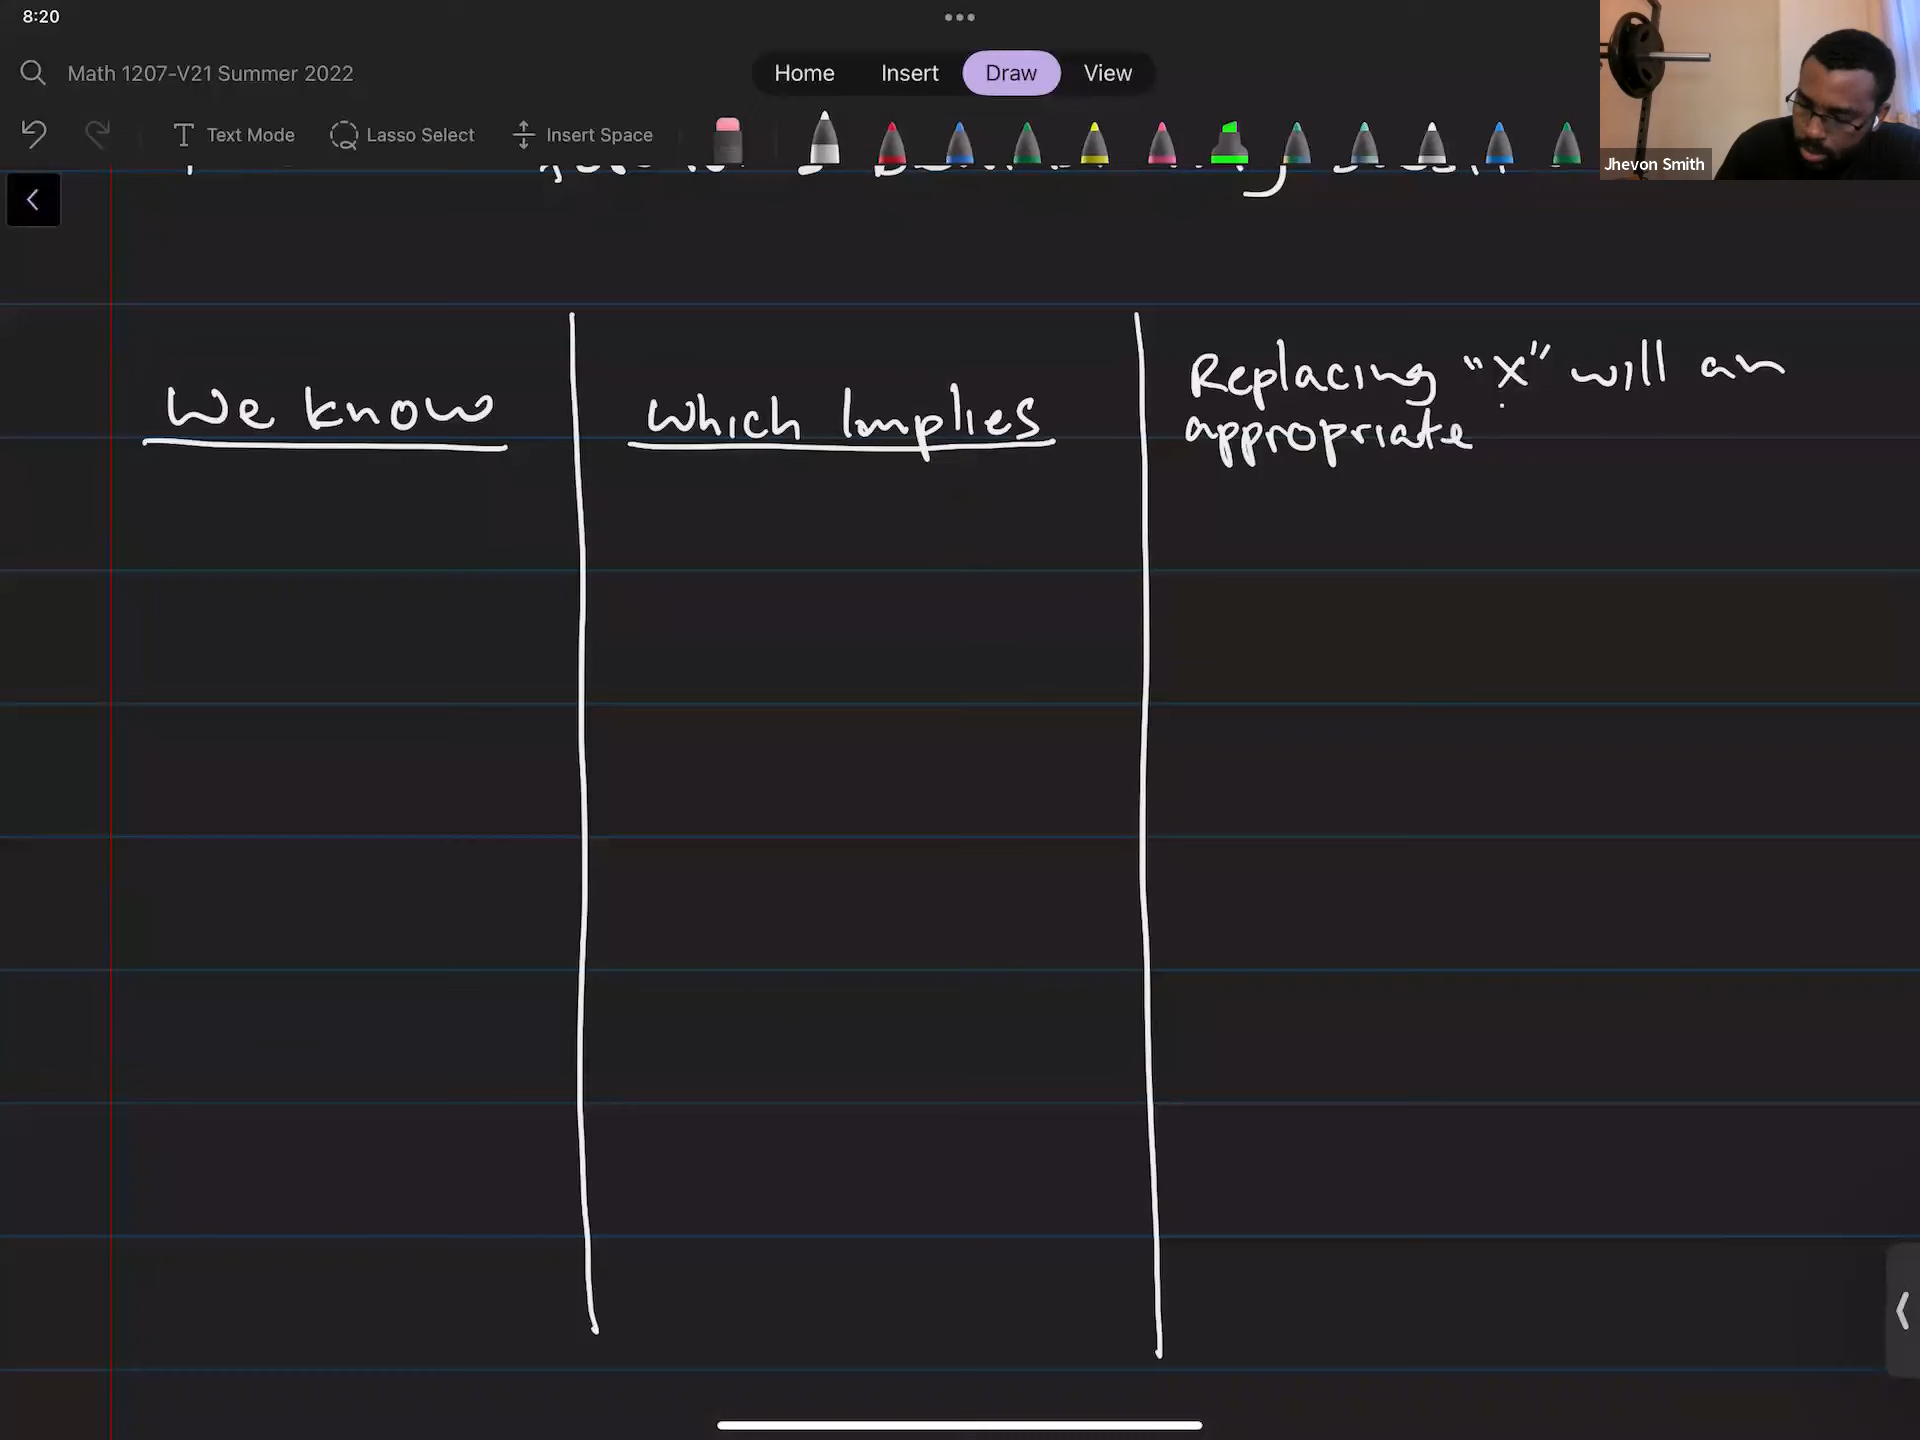 8:20
Math 1207-V21 Summer 2022
Home Insert Draw View
Text Mode Lasso Select Insert Space
Jhevon Smith
We know
Which Implies
Replacing "X" will an
appropriate